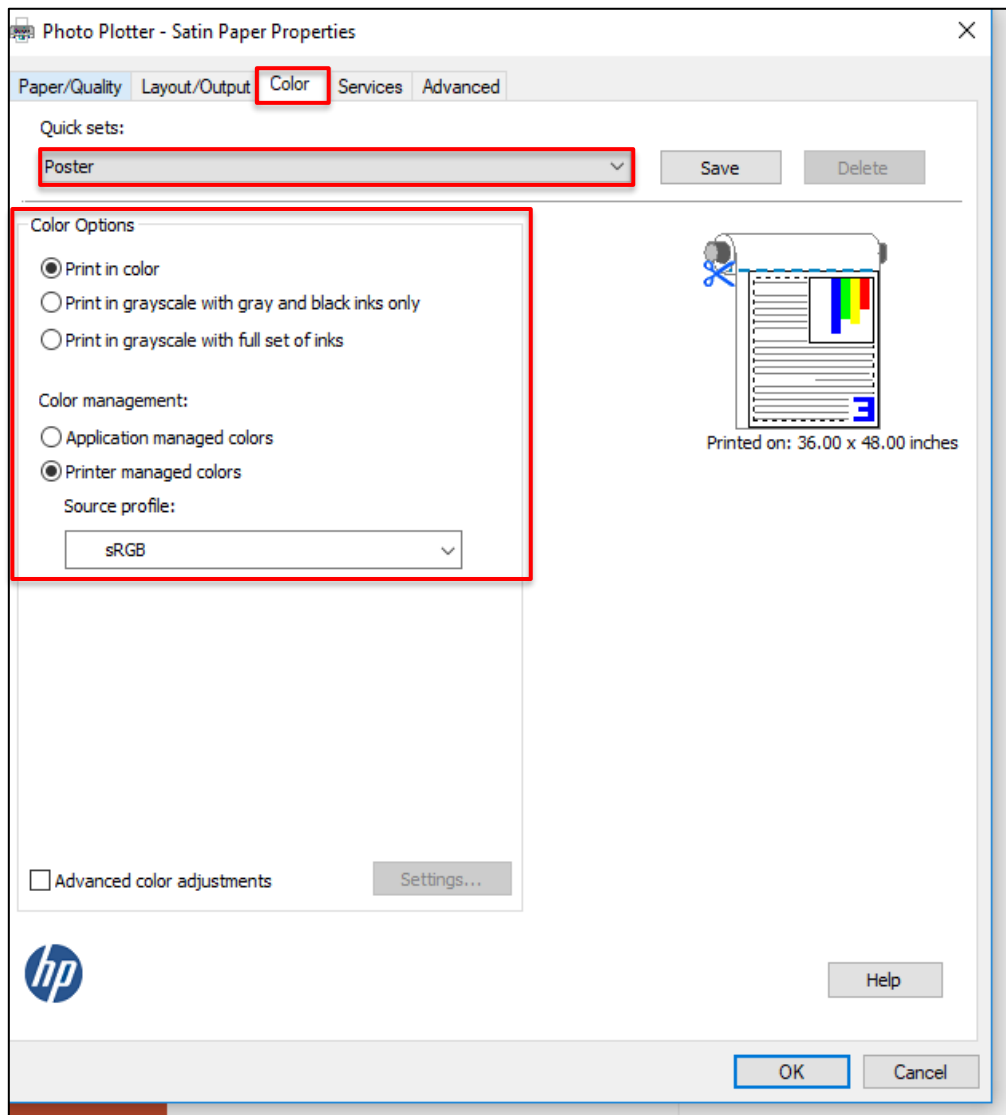 Photo Plotter - Satin Paper Properties
Paper/Quality Layout/Output Color Services Advanced
Quick sets:
Poster Save Delete
Color Options
Print in color
Print in grayscale with gray and black inks only
Print in grayscale with full set of inks
Color management:
Application managed colors
Printer managed colors
Source profile:
sRGB
3
Printed on: 36.00 x 48.00 inches
Advanced color adjustments Settings...
hp
Help
OK Cancel